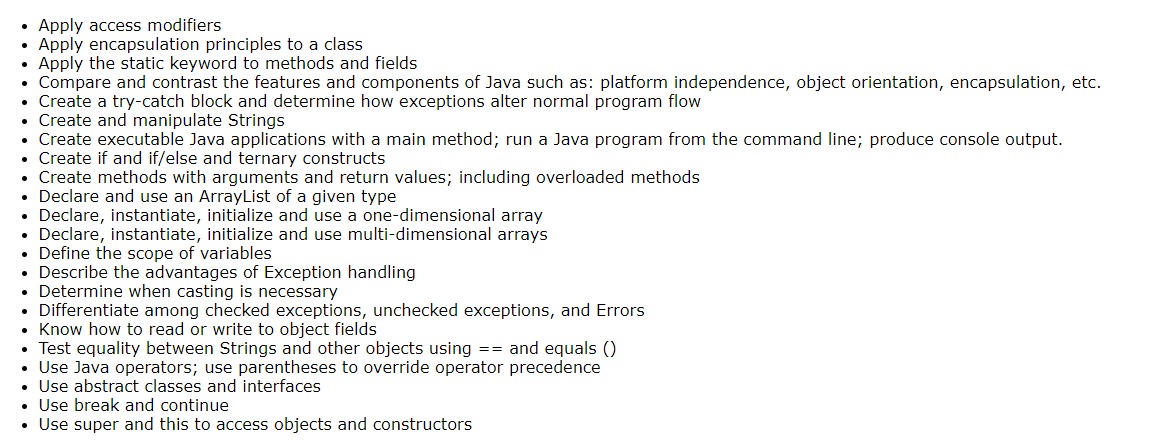 • Apply access modifiers
• Apply encapsulation principles to a class
• Apply the static keyword to methods and fields
• Compare and contrast the features and components of Java such as: platform independence, object orientation, encapsulation, etc.
• Create a try-catch block and determine how exceptions alter normal program flow
• Create and manipulate Strings
• Create executable Java applications with a main method; run a Java program from the command line; produce console output.
• Create if and if/else and ternary constructs
• Create methods with arguments and return values; including overloaded methods
• Declare and use an ArrayList of a given type
• Declare, instantiate, initialize and use a one-dimensional array
• Declare, instantiate, initialize and use multi-dimensional arrays
• Define the scope of variables
• Describe the advantages of Exception handling
• Determine when casting is necessary
• Differentiate among checked exceptions, unchecked exceptions, and Errors
• Know how to read or write to object fields
• Test equality between Strings and other objects using == and equals ()
• Use Java operators; use parentheses to override operator precedence
• Use abstract classes and interfaces
• Use break and continue
• Use super and this to access objects and constructors